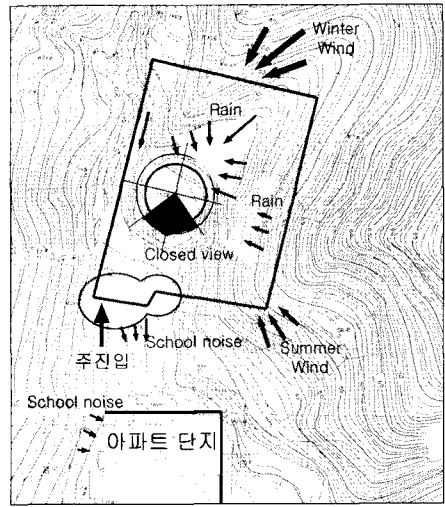 Winter
Wind
Rain
Rain
Closed view
School noise
주진입
Summer
Wind
School noise
아파트 단지